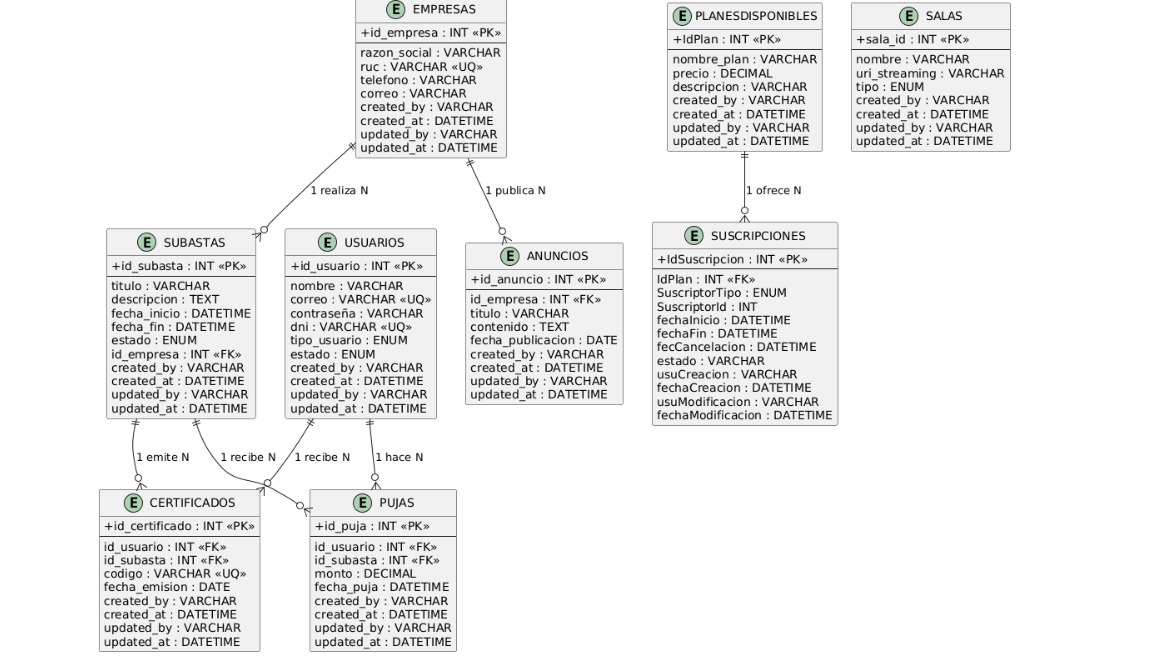 E EMPRESAS
+id_empresa : INT «PK»
razon_social : VARCHAR
ruc : VARCHAR «UQ»
telefono : VARCHAR
correo : VARCHAR
created_by : VARCHAR
created_at : DATETIME
updated_by : VARCHAR
updated_at : DATETIME
E PLANESDISPONIBLES
+IdPlan : INT «PK»
nombre_plan : VARCHAR
precio : DECIMAL
descripcion : VARCHAR
created_by : VARCHAR
created_at : DATETIME
updated_by : VARCHAR
updated_at : DATETIME
E SALAS
+sala_id : INT «PK»
nombre : VARCHAR
uri_streaming : VARCHAR
tipo : ENUM
created_by : VARCHAR
created_at : DATETIME
updated_by : VARCHAR
updated_at : DATETIME
1 realiza N
1 publica N
1 ofrece N
E SUBASTAS
+id_subasta : INT «PK»
titulo : VARCHAR
descripcion : TEXT
fecha_inicio : DATETIME
fecha_fin : DATETIME
estado : ENUM
id_empresa : INT «FK»
created_by : VARCHAR
created_at : DATETIME
updated_by : VARCHAR
updated_at : DATETIME
E USUARIOS
+id_usuario : INT «PK»
nombre : VARCHAR
correo : VARCHAR «UQ»
contraseña : VARCHAR
dni : VARCHAR «UQ»
tipo_usuario : ENUM
estado : ENUM
created_by : VARCHAR
created_at : DATETIME
updated_by : VARCHAR
updated_at : DATETIME
E ANUNCIOS
+id_anuncio : INT «PK»
id_empresa : INT «FK»
titulo : VARCHAR
contenido : TEXT
fecha_publicacion : DATE
created_by : VARCHAR
created_at : DATETIME
updated_by : VARCHAR
updated_at : DATETIME
E SUSCRIPCIONES
+IdSuscripcion : INT «PK»
IdPlan : INT «FK»
SuscriptorTipo : ENUM
SuscriptorId : INT
fechaInicio : DATETIME
fechaFin : DATETIME
fecCancelacion : DATETIME
estado : VARCHAR
usuCreacion : VARCHAR
fechaCreacion : DATETIME
usuModificacion : VARCHAR
fechaModificacion : DATETIME
1 emite N
1 recibe N
1 recibe N
1 hace N
E CERTIFICADOS
+id_certificado : INT «PK»
id_usuario : INT «FK»
id_subasta : INT «FK»
codigo : VARCHAR «UQ»
fecha_emision : DATE
created_by : VARCHAR
created_at : DATETIME
updated_by : VARCHAR
updated_at : DATETIME
E PUJAS
+id_puja : INT «PK»
id_usuario : INT «FK»
id_subasta : INT «FK»
monto : DECIMAL
fecha_puja : DATETIME
created_by : VARCHAR
created_at : DATETIME
updated_by : VARCHAR
updated_at : DATETIME